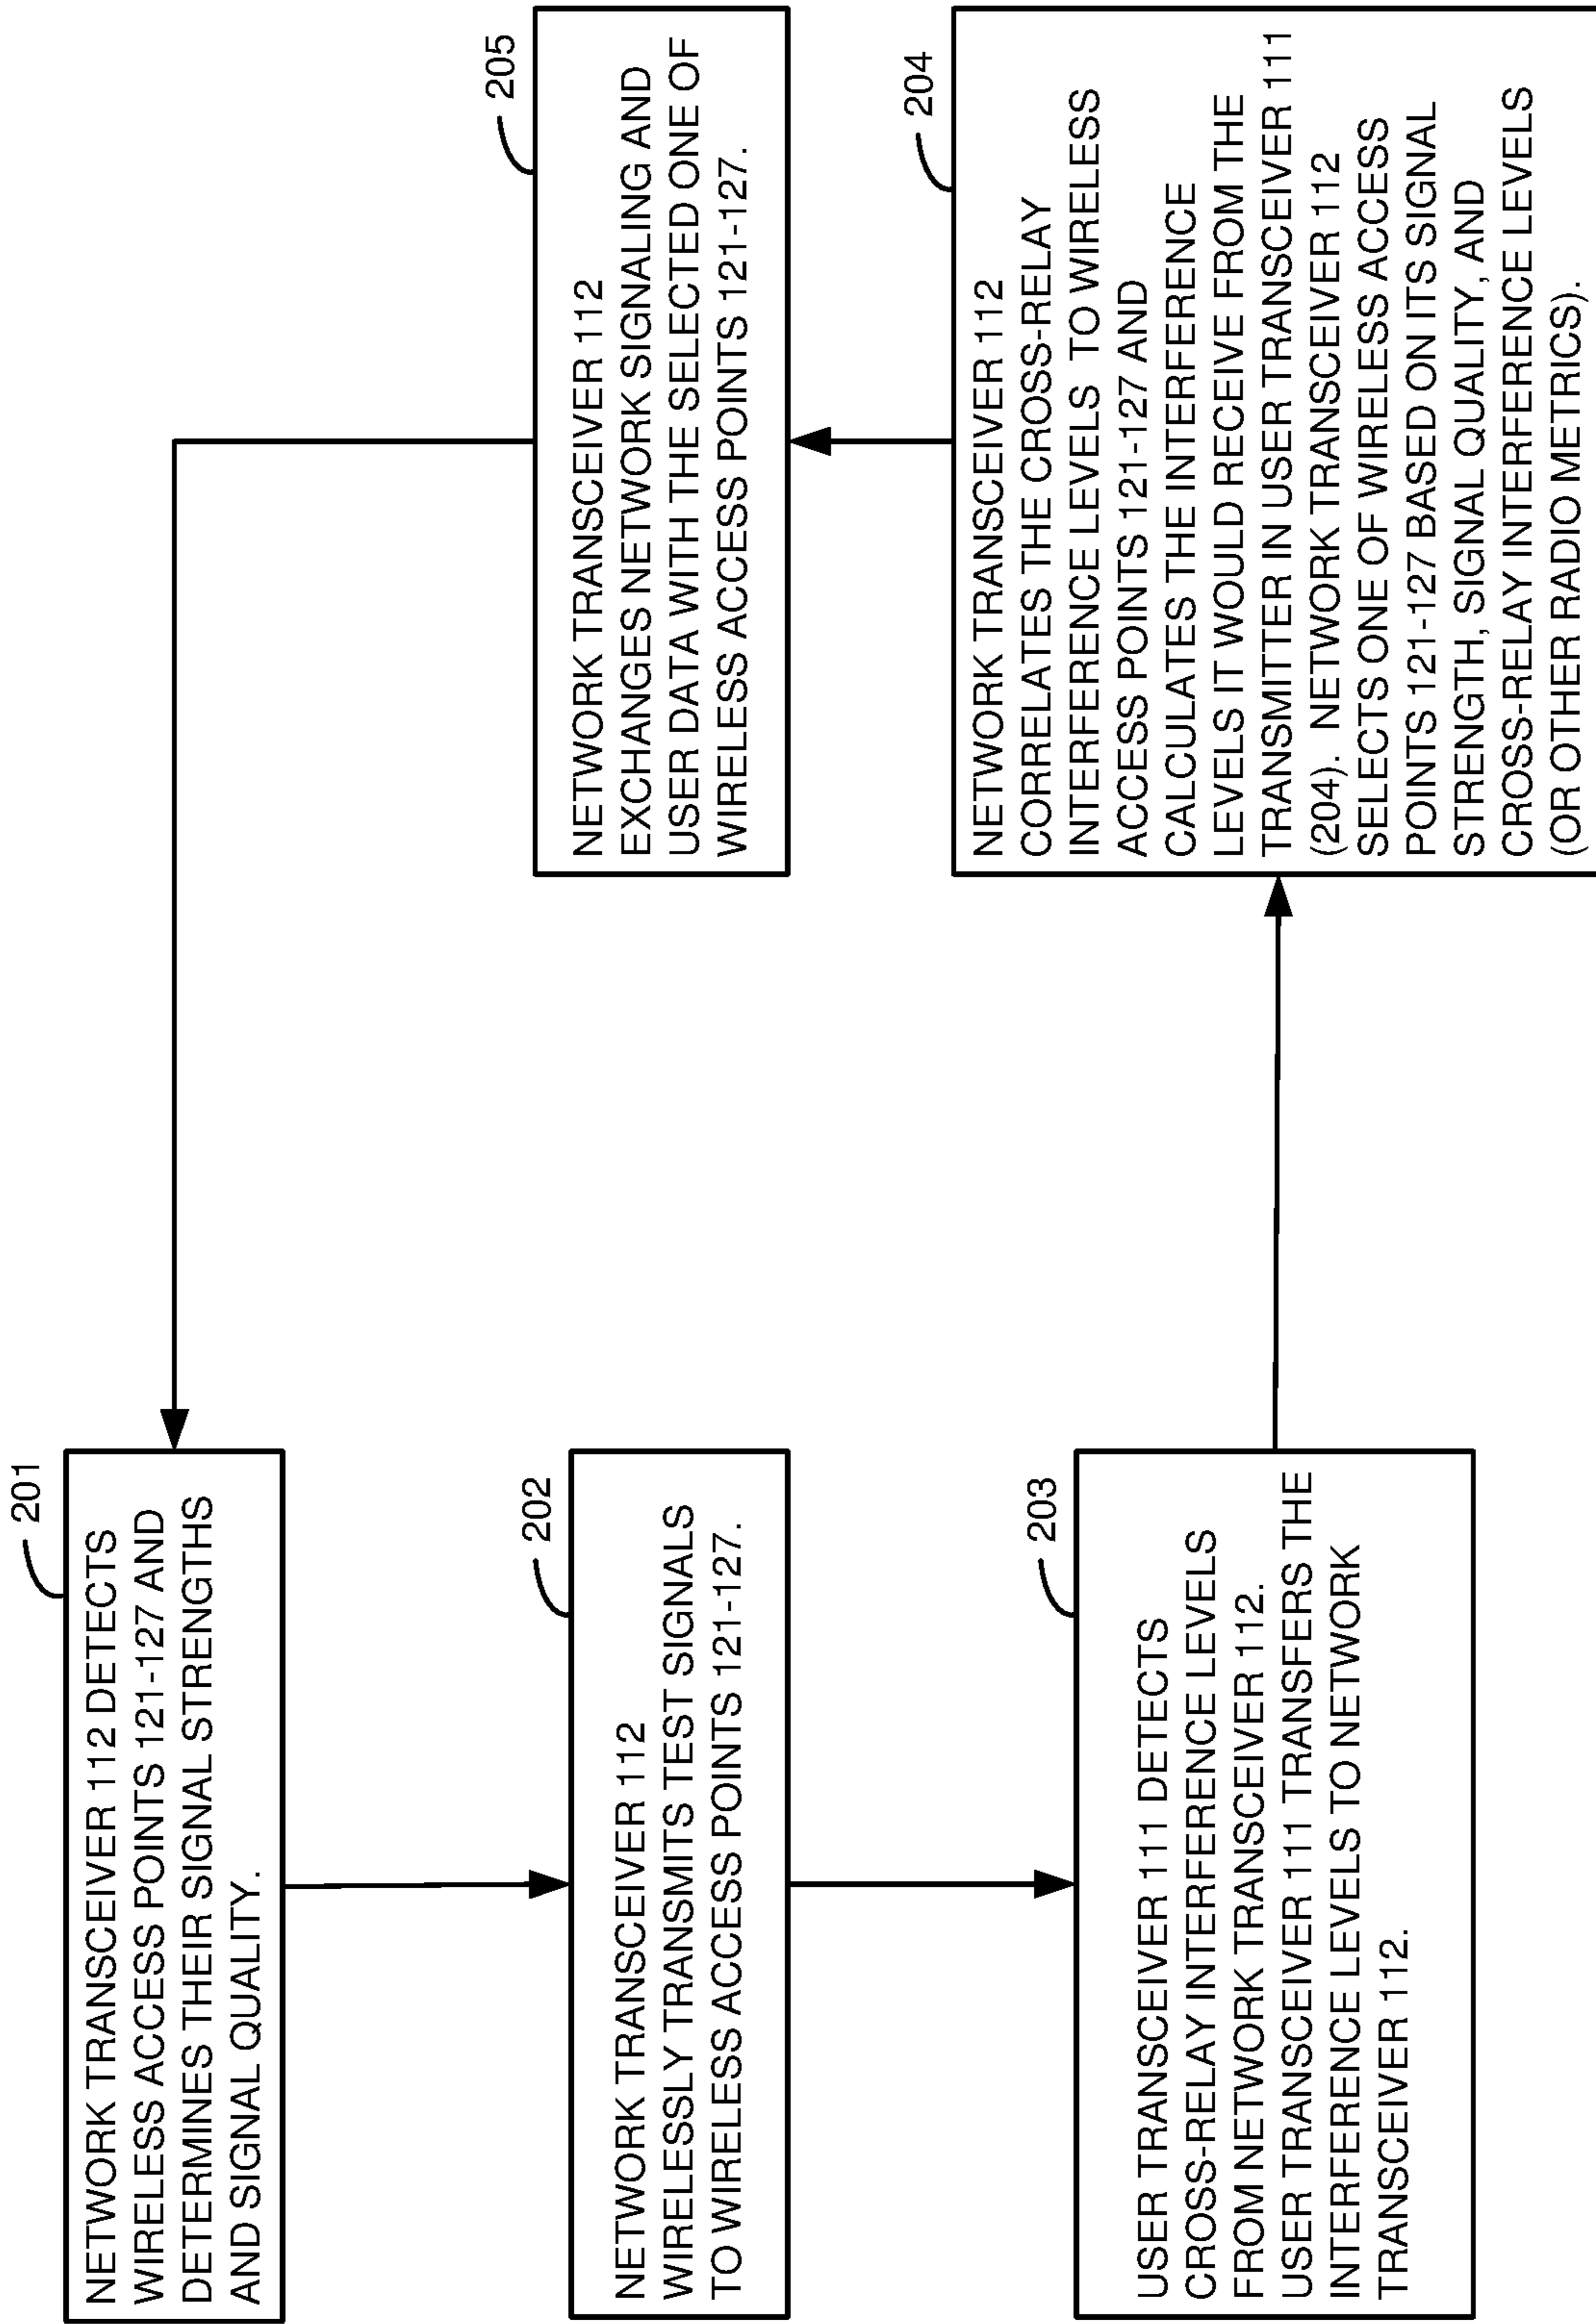 201
NETWORK TRANSCEIVER 112 DETECTS
WIRELESS ACCESS POINTS 121-127 AND
DETERMINES THEIR SIGNAL STRENGTHS
AND SIGNAL QUALITY.
202
NETWORK TRANSCEIVER 112
WIRELESSLY TRANSMITS TEST SIGNALS
TO WIRELESS ACCESS POINTS 121-127.
203
USER TRANSCEIVER 111 DETECTS
CROSS-RELAY INTERFERENCE LEVELS
FROM NETWORK TRANSCEIVER 112.
USER TRANSCEIVER 111 TRANSFERS THE
INTERFERENCE LEVELS TO NETWORK
TRANSCEIVER 112.
204
NETWORK TRANSCEIVER 112
CORRELATES THE CROSS-RELAY
INTERFERENCE LEVELS TO WIRELESS
ACCESS POINTS 121-127 AND
CALCULATES THE INTERFERENCE
LEVELS IT WOULD RECEIVE FROM THE
TRANSMITTER IN USER TRANSCEIVER 111
(204). NETWORK TRANSCEIVER 112
SELECTS ONE OF WIRELESS ACCESS
POINTS 121-127 BASED ON ITS SIGNAL
STRENGTH, SIGNAL QUALITY, AND
CROSS-RELAY INTERFERENCE LEVELS
(OR OTHER RADIO METRICS).
205
NETWORK TRANSCEIVER 112
EXCHANGES NETWORK SIGNALING AND
USER DATA WITH THE SELECTED ONE OF
WIRELESS ACCESS POINTS 121-127.